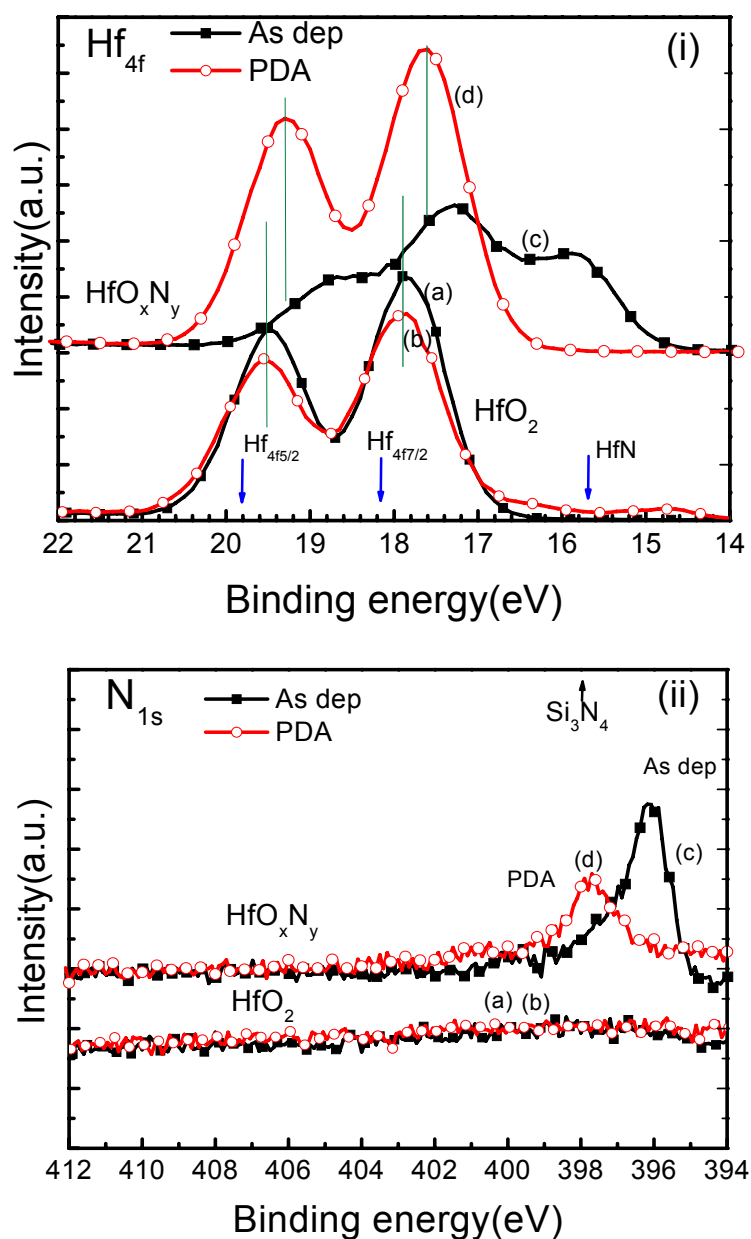 Hf4f
As dep
PDA
(i)
(d)
(c)
(a)
(b)
HfOxNy
HfO2
Hf4f5/2
Hf4f7/2
HfN
Intensity(a.u.)
22 21 20 19 18 17 16 15 14
Binding energy(eV)
N1s
As dep
PDA
(ii)
Si3N4
As dep
(c)
(d)
PDA
HfOxNy
HfO2
(a) (b)
Intensity(a.u.)
412 410 408 406 404 402 400 398 396 394
Binding energy(eV)